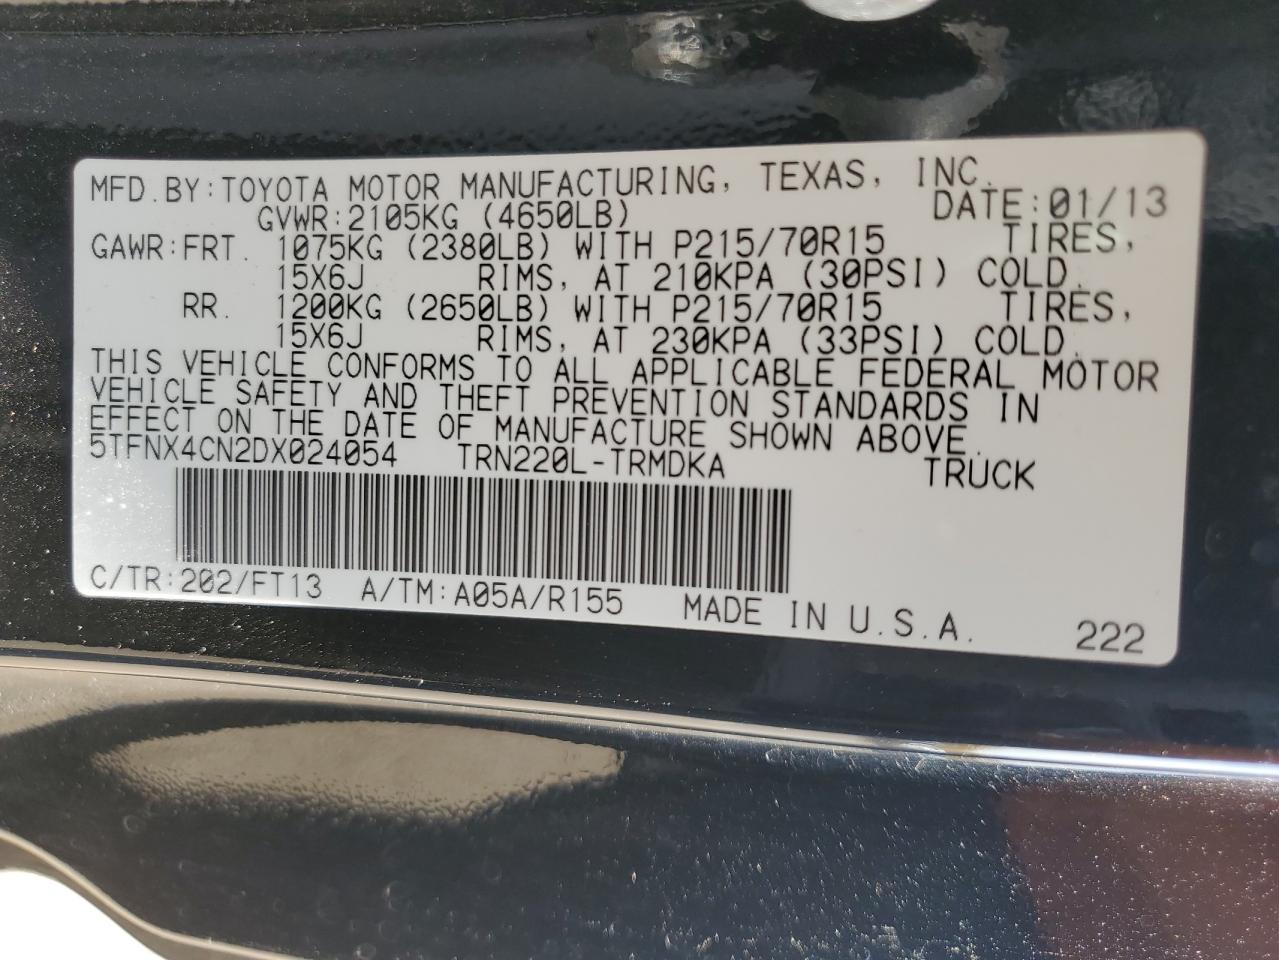 MFD. BY: TOYOTA MOTOR MANUFACTURING, TEXAS, INC.
GVWR: 2105KG (4650LB) DATE: 01/13
GAWR: FRT. 1075KG (2380LB) WITH P215/70R15 TIRES,
15X6J RIMS, AT 210KPA (30PSI) COLD.
RR. 1200KG (2650LB) WITH P215/70R15 TIRES,
15X6J RIMS, AT 230KPA (33PSI) COLD.
THIS VEHICLE CONFORMS TO ALL APPLICABLE FEDERAL MOTOR
VEHICLE SAFETY AND THEFT PREVENTION STANDARDS IN
EFFECT ON THE DATE OF MANUFACTURE SHOWN ABOVE.
5TFNX4CN2DX024054 TRN220L-TRMDKA TRUCK
C/TR: 202/FT13 A/TM: A05A/R155 MADE IN U.S.A. 222